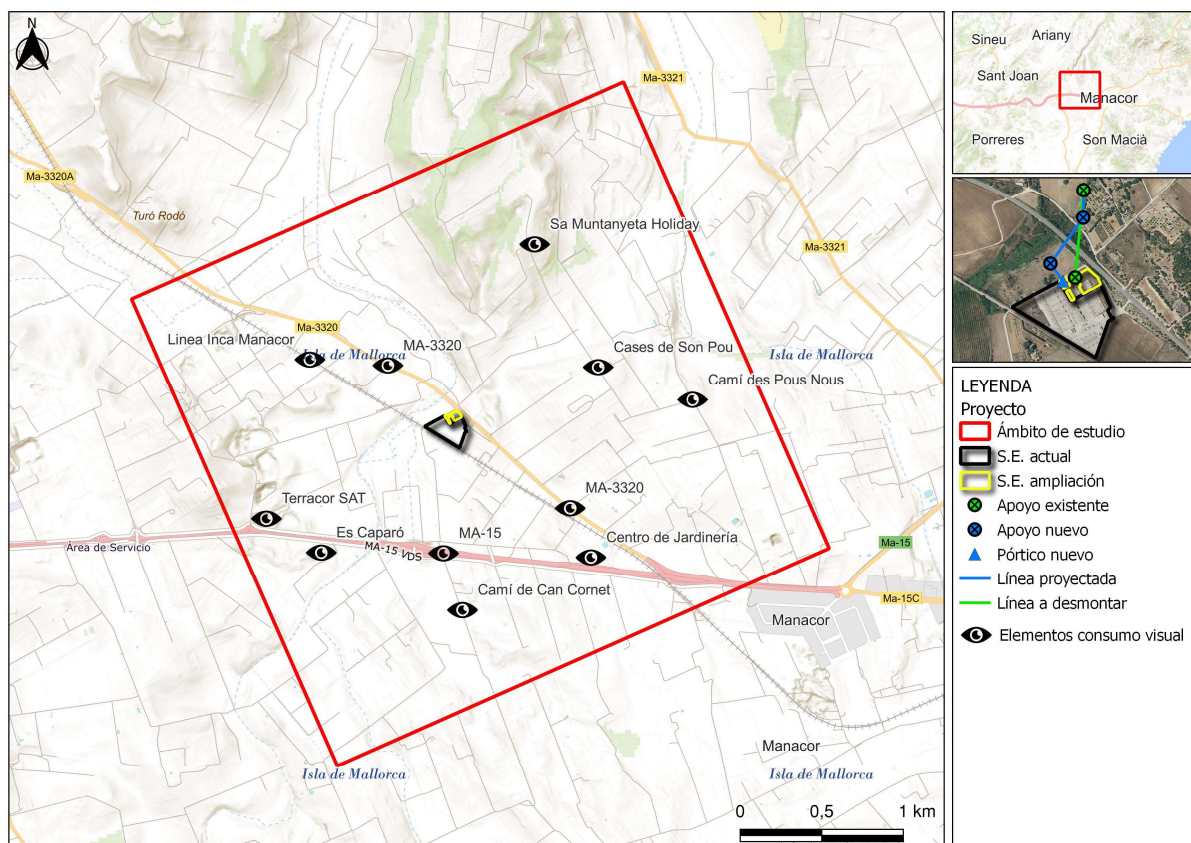 N
Ma-3321
Ma-3320A
Turó Rodó
Sa Muntanyeta Holiday
Ma-3321
Ma-3320
Linea Inca Manacor
Isla de Mallorca
MA-3320
Cases de Son Pou
Isla de Mallorca
Camí des Pous Nous
Terracor SAT
MA-3320
Es Caparó
MA-15
Centro de Jardinería
Área de Servicio
MA-15 VDS
Ma-15
Camí de Can Cornet
Ma-15C
Manacor
Manacor
Isla de Mallorca
Isla de Mallorca
0 0,5 1 km
Sineu
Ariany
Sant Joan
Manacor
Porreres
Son Macià
LEYENDA
Proyecto
Ámbito de estudio
S.E. actual
S.E. ampliación
Apoyo existente
Apoyo nuevo
Pórtico nuevo
Línea proyectada
Línea a desmontar
Elementos consumo visual